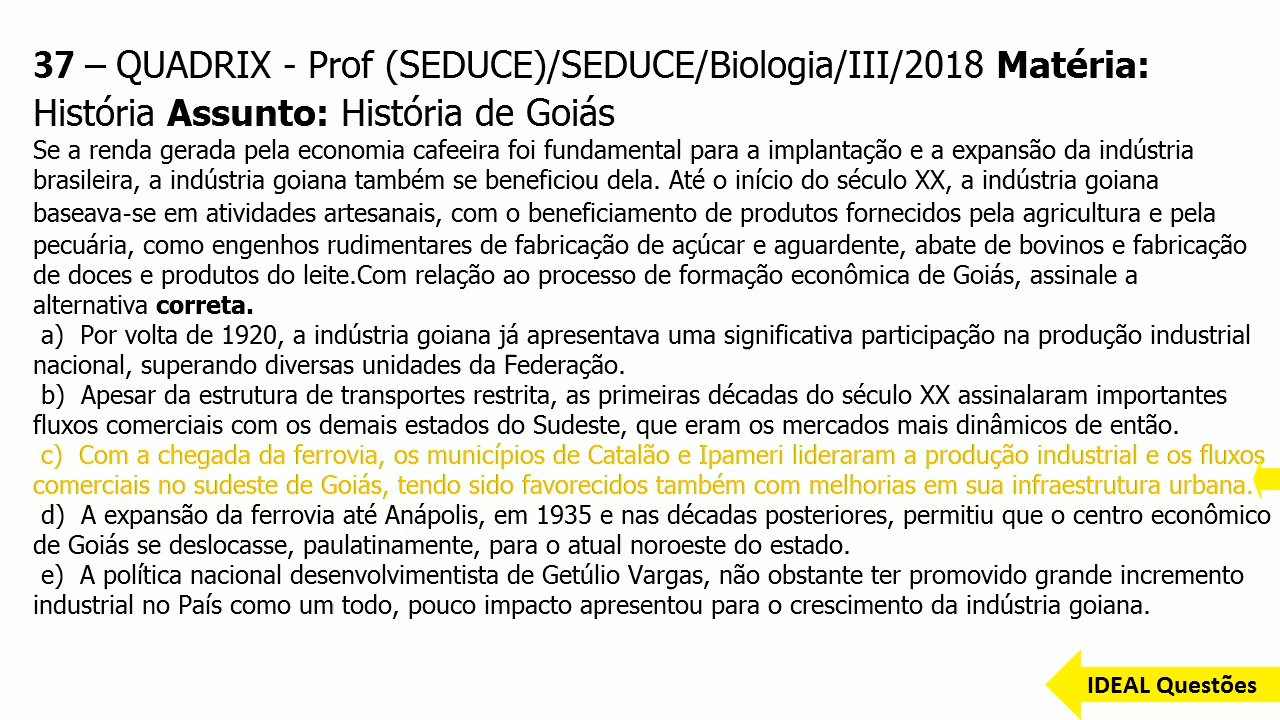 37 – QUADRIX - Prof (SEDUCE)/SEDUCE/Biologia/III/2018 Matéria:
História Assunto: História de Goiás
Se a renda gerada pela economia cafeeira foi fundamental para a implantação e a expansão da indústria
brasileira, a indústria goiana também se beneficiou dela. Até o início do século XX, a indústria goiana
baseava-se em atividades artesanais, com o beneficiamento de produtos fornecidos pela agricultura e pela
pecuária, como engenhos rudimentares de fabricação de açúcar e aguardente, abate de bovinos e fabricação
de doces e produtos do leite.Com relação ao processo de formação econômica de Goiás, assinale a
alternativa correta.
a) Por volta de 1920, a indústria goiana já apresentava uma significativa participação na produção industrial
nacional, superando diversas unidades da Federação.
b) Apesar da estrutura de transportes restrita, as primeiras décadas do século XX assinalaram importantes
fluxos comerciais com os demais estados do Sudeste, que eram os mercados mais dinâmicos de então.
c) Com a chegada da ferrovia, os municípios de Catalão e Ipameri lideraram a produção industrial e os fluxos
comerciais no sudeste de Goiás, tendo sido favorecidos também com melhorias em sua infraestrutura urbana.
d) A expansão da ferrovia até Anápolis, em 1935 e nas décadas posteriores, permitiu que o centro econômico
de Goiás se deslocasse, paulatinamente, para o atual noroeste do estado.
e) A política nacional desenvolvimentista de Getúlio Vargas, não obstante ter promovido grande incremento
industrial no País como um todo, pouco impacto apresentou para o crescimento da indústria goiana.
IDEAL Questões